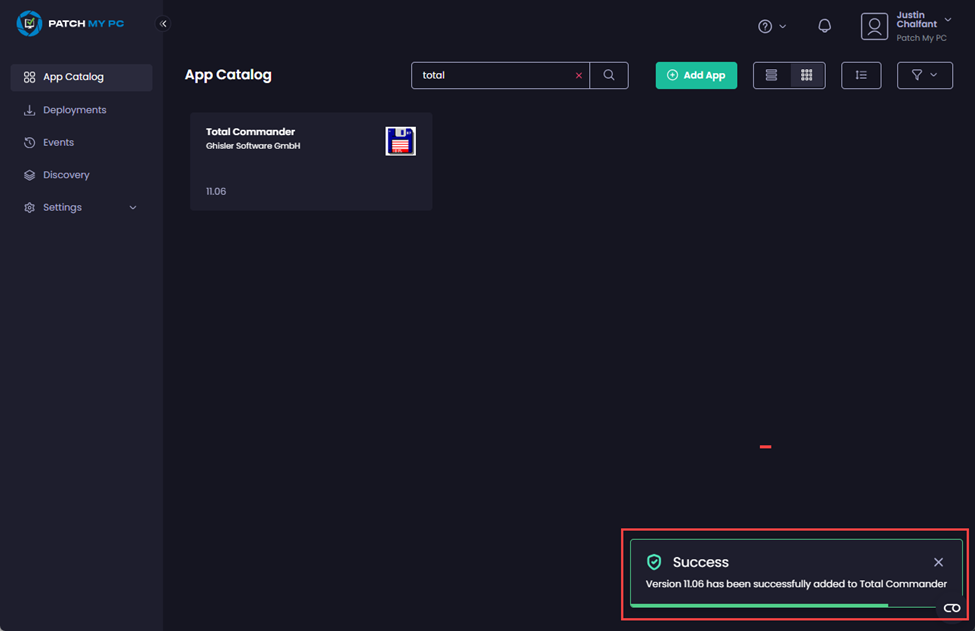 PATCH MY PC
Justin
Chalfant
Patch My PC
App Catalog
Deployments
Events
Discovery
Settings
App Catalog
total
Add App
Total Commander
Ghisler Software GmbH
11.06
Success
Version 11.06 has been successfully added to Total Commander